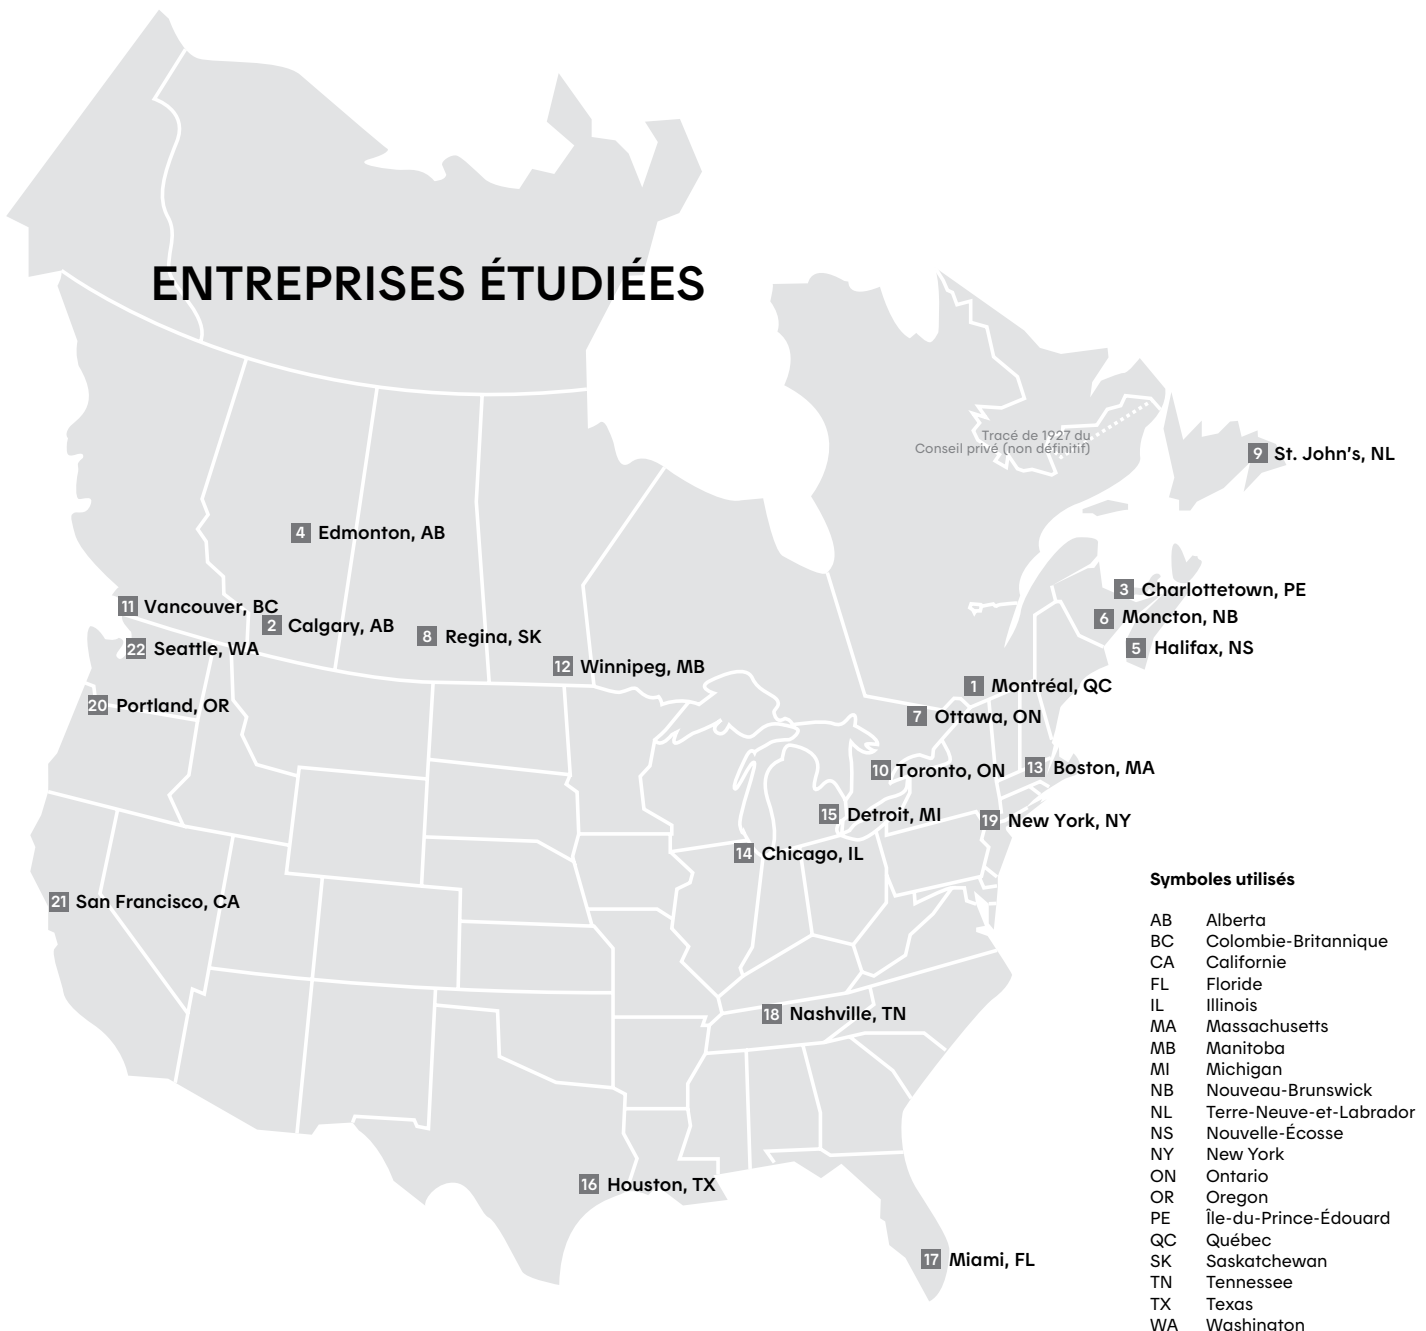 ENTREPRISES ÉTUDIÉES
Tracé de 1927 du
Conseil privé (non définitif)
9 St. John's, NL
4 Edmonton, AB
3 Charlottetown, PE
11 Vancouver, BC
6 Moncton, NB
2 Calgary, AB
8 Regina, SK
5 Halifax, NS
22 Seattle, WA
12 Winnipeg, MB
1 Montréal, QC
20 Portland, OR
7 Ottawa, ON
10 Toronto, ON
13 Boston, MA
15 Detroit, MI
19 New York, NY
14 Chicago, IL
21 San Francisco, CA
18 Nashville, TN
16 Houston, TX
17 Miami, FL
Symboles utilisés
AB Alberta
BC Colombie-Britannique
CA Californie
FL Floride
IL Illinois
MA Massachusetts
MB Manitoba
MI Michigan
NB Nouveau-Brunswick
NL Terre-Neuve-et-Labrador
NS Nouvelle-Écosse
NY New York
ON Ontario
OR Oregon
PE Île-du-Prince-Édouard
QC Québec
SK Saskatchewan
TN Tennessee
TX Texas
WA Washington